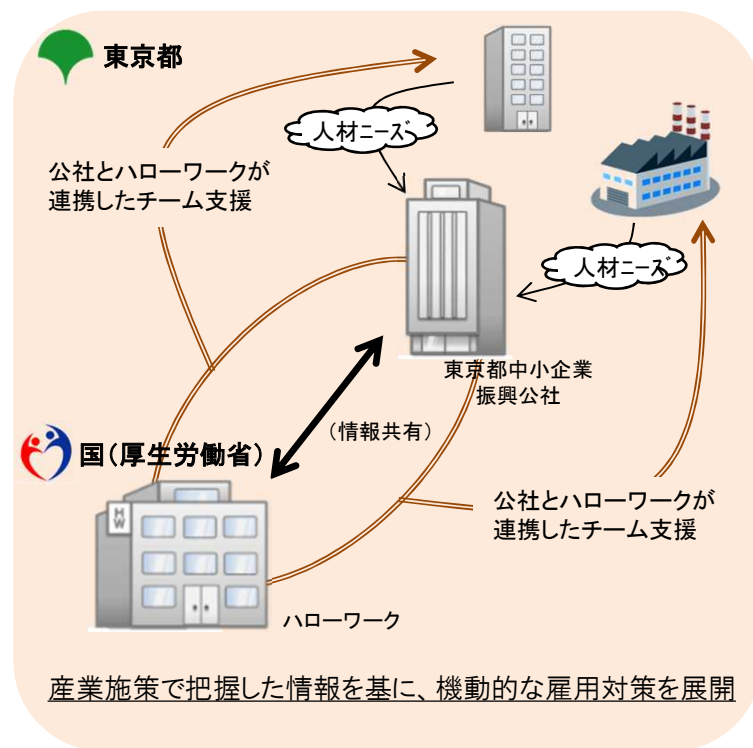 東京都
人材ニーズ
公社とハローワークが
連携したチーム支援
人材ニーズ
東京都中小企業
振興公社
（情報共有）
国（厚生労働省）
HW
公社とハローワークが
連携したチーム支援
ハローワーク
産業施策で把握した情報を基に、機動的な雇用対策を展開